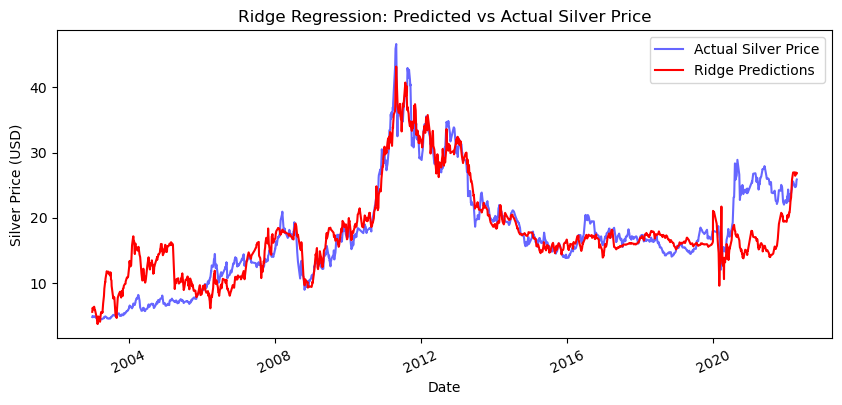 Ridge Regression: Predicted vs Actual Silver Price
Actual Silver Price
Ridge Predictions
Silver Price (USD)
40
30
20
10
2004
2008
2012
2016
2020
Date